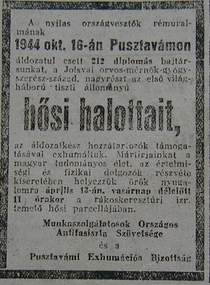 A nyilas országvesztők rémural-
mának
1944 okt. 16-án Pusztavámon
áldozatul esett 212 diplomás bajtár-
sunkat, a Jolsvai orvos-mérnök-gyógy-
szerész-század, nagyrészt az első világ-
háború tiszti állományú
hősi halottait,
az áldozatkész hozzátartozók támoga-
tásával exhumáltuk. Mártírjainkat a
magyar tudományos élet, az értelmi-
ségi és fizikai dolgozók részvéte
kíséretében helyezzük örök nyuga-
lomra április 13-án, vasárnap délelőtt
11 órakor a rákoskeresztúri izr.
temető hősi parcellájában.
Munkaszolgálatosok Országos
Antifasiszta Szövetsége
és a
Pusztavámi Exhumációs Bizottság